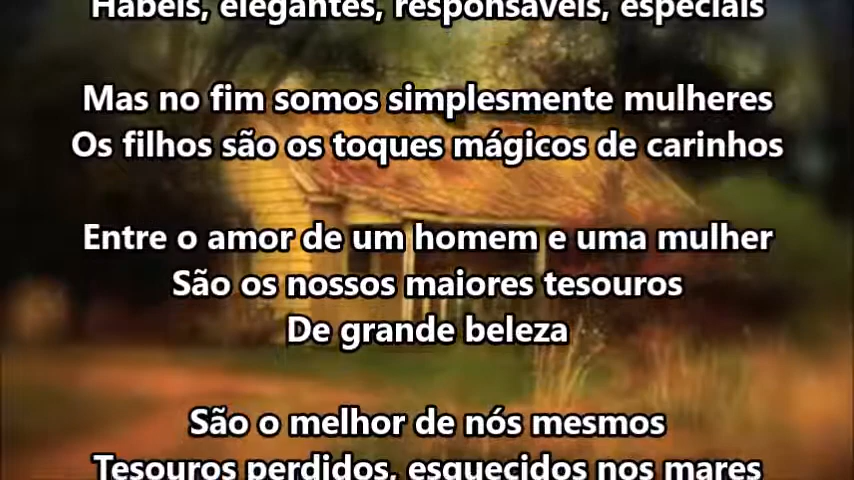 Hábeis, elegantes, responsáveis, especiais
Mas no fim somos simplesmente mulheres
Os filhos são os toques mágicos de carinhos
Entre o amor de um homem e uma mulher
São os nossos maiores tesouros
De grande beleza
São o melhor de nós mesmos
Tesouros perdidos, esquecidos nos mares